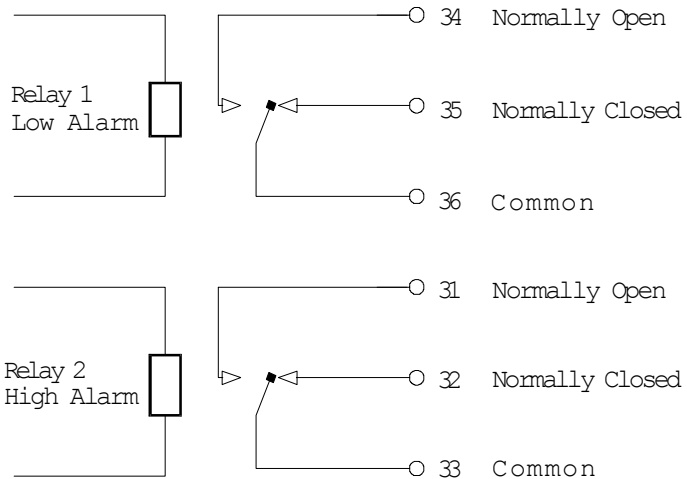 34 Normally Open
Relay 1
Low Alarm
35 Normally Closed
36 Common
31 Normally Open
Relay 2
High Alarm
32 Normally Closed
33 Common